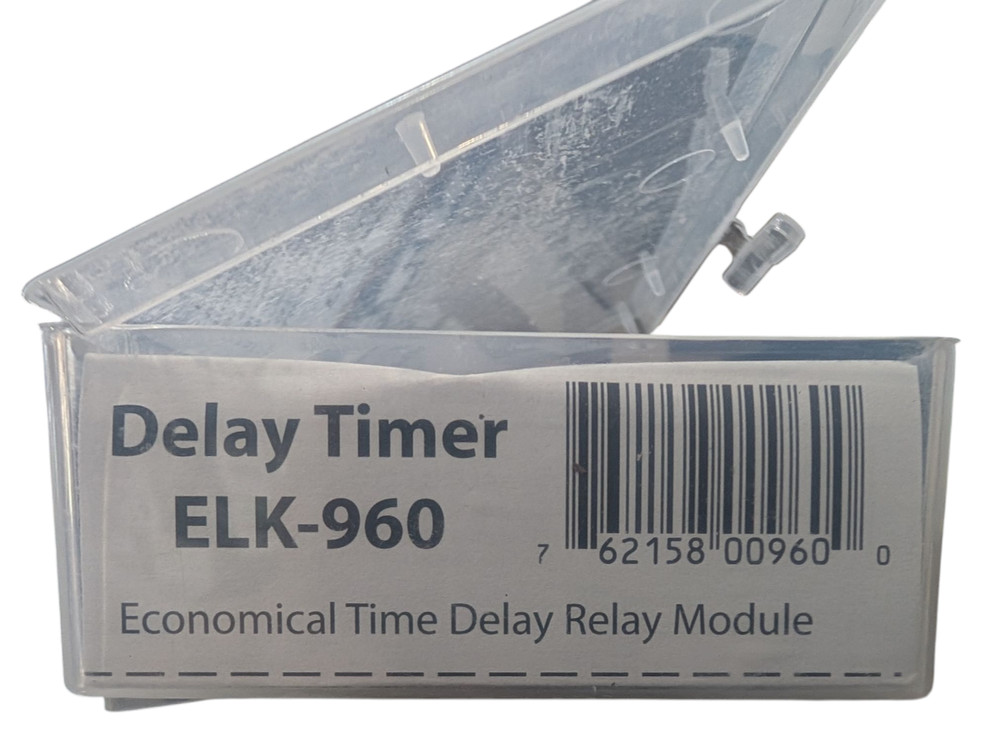 Delay Timer
ELK-960
7 62158 00960 0
Economical Time Delay Relay Module